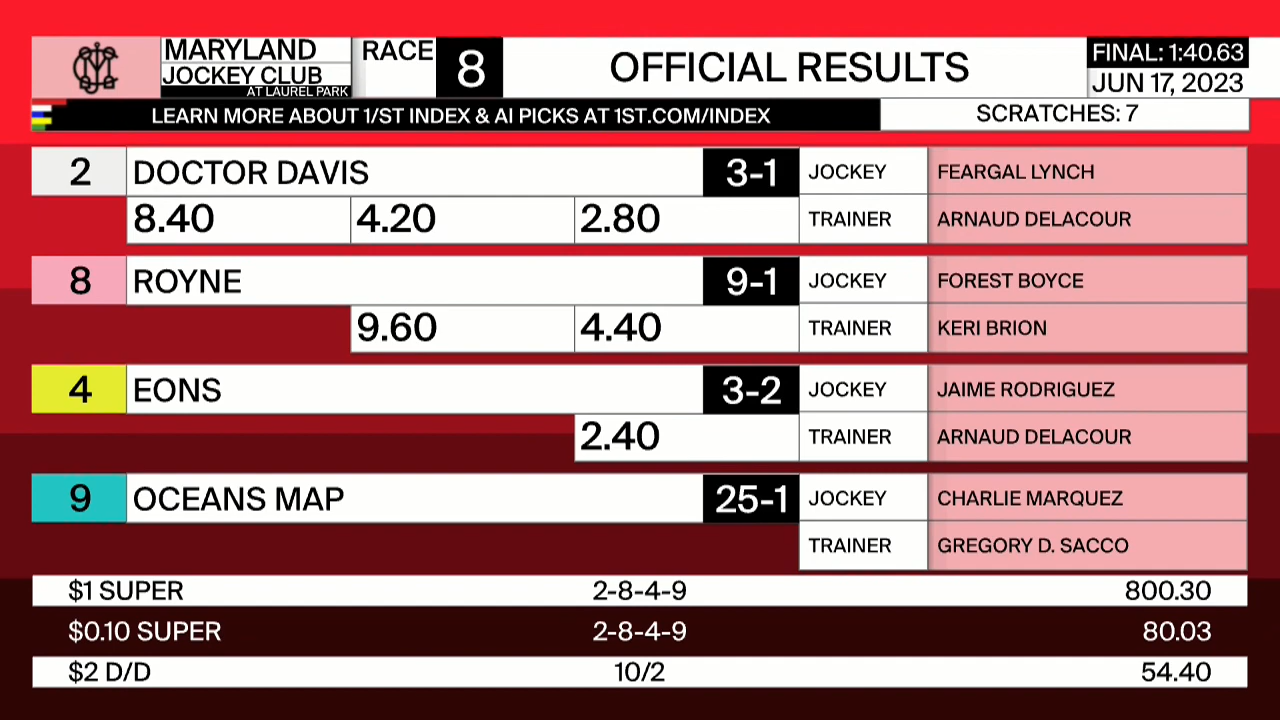 MARYLAND
JOCKEY CLUB
AT LAUREL PARK
RACE 8
OFFICIAL RESULTS
FINAL: 1:40.63
JUN 17, 2023
LEARN MORE ABOUT 1/ST INDEX & AI PICKS AT 1ST.COM/INDEX
SCRATCHES: 7
2 DOCTOR DAVIS 3-1 JOCKEY FEARGAL LYNCH
8.40 4.20 2.80 TRAINER ARNAUD DELACOUR
8 ROYNE 9-1 JOCKEY FOREST BOYCE
9.60 4.40 TRAINER KERI BRION
4 EONS 3-2 JOCKEY JAIME RODRIGUEZ
2.40 TRAINER ARNAUD DELACOUR
9 OCEANS MAP 25-1 JOCKEY CHARLIE MARQUEZ
TRAINER GREGORY D. SACCO
$1 SUPER 2-8-4-9 800.30
$0.10 SUPER 2-8-4-9 80.03
$2 D/D 10/2 54.40